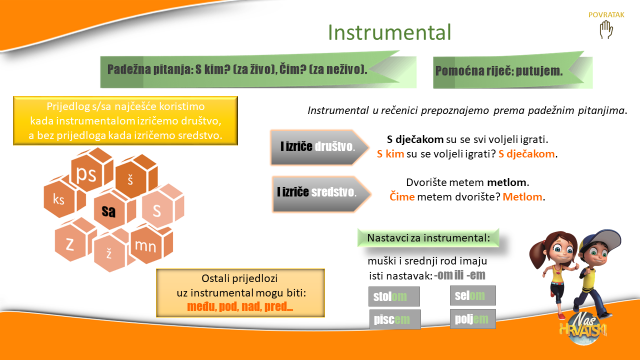 POVRATAK
Instrumental
Padežna pitanja: S kim? (za živo), Čim? (za neživo).
Pomoćna riječ: putujem.
Prijedlog s/sa najčešće koristimo
kada instrumentalom izričemo društvo,
a bez prijedloga kada izričemo sredstvo.
Instrumental u rečenici prepoznajemo prema padežnim pitanjima.
I izriče društvo.
S dječakom su se svi voljeli igrati.
S kim su se voljeli igrati? S dječakom.
I izriče sredstvo.
Dvorište metem metlom.
Čime metem dvorište? Metlom.
ps
š
ks
sa
s
z
ž
mn
Ostali prijedlozi
uz instrumental mogu biti:
među, pod, nad, pred...
Nastavci za instrumental:
muški i srednji rod imaju
isti nastavak: -om ili -em
stolom
selom
piscem
poljem
Naš
HRVATSKI